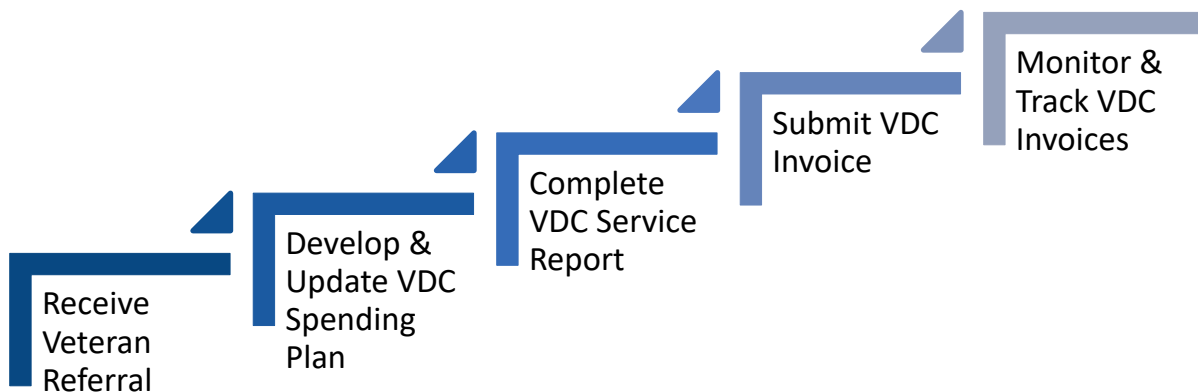 Receive
Veteran
Referral
Develop &
Update VDC
Spending
Plan
Complete
VDC Service
Report
Submit VDC
Invoice
Monitor &
Track VDC
Invoices